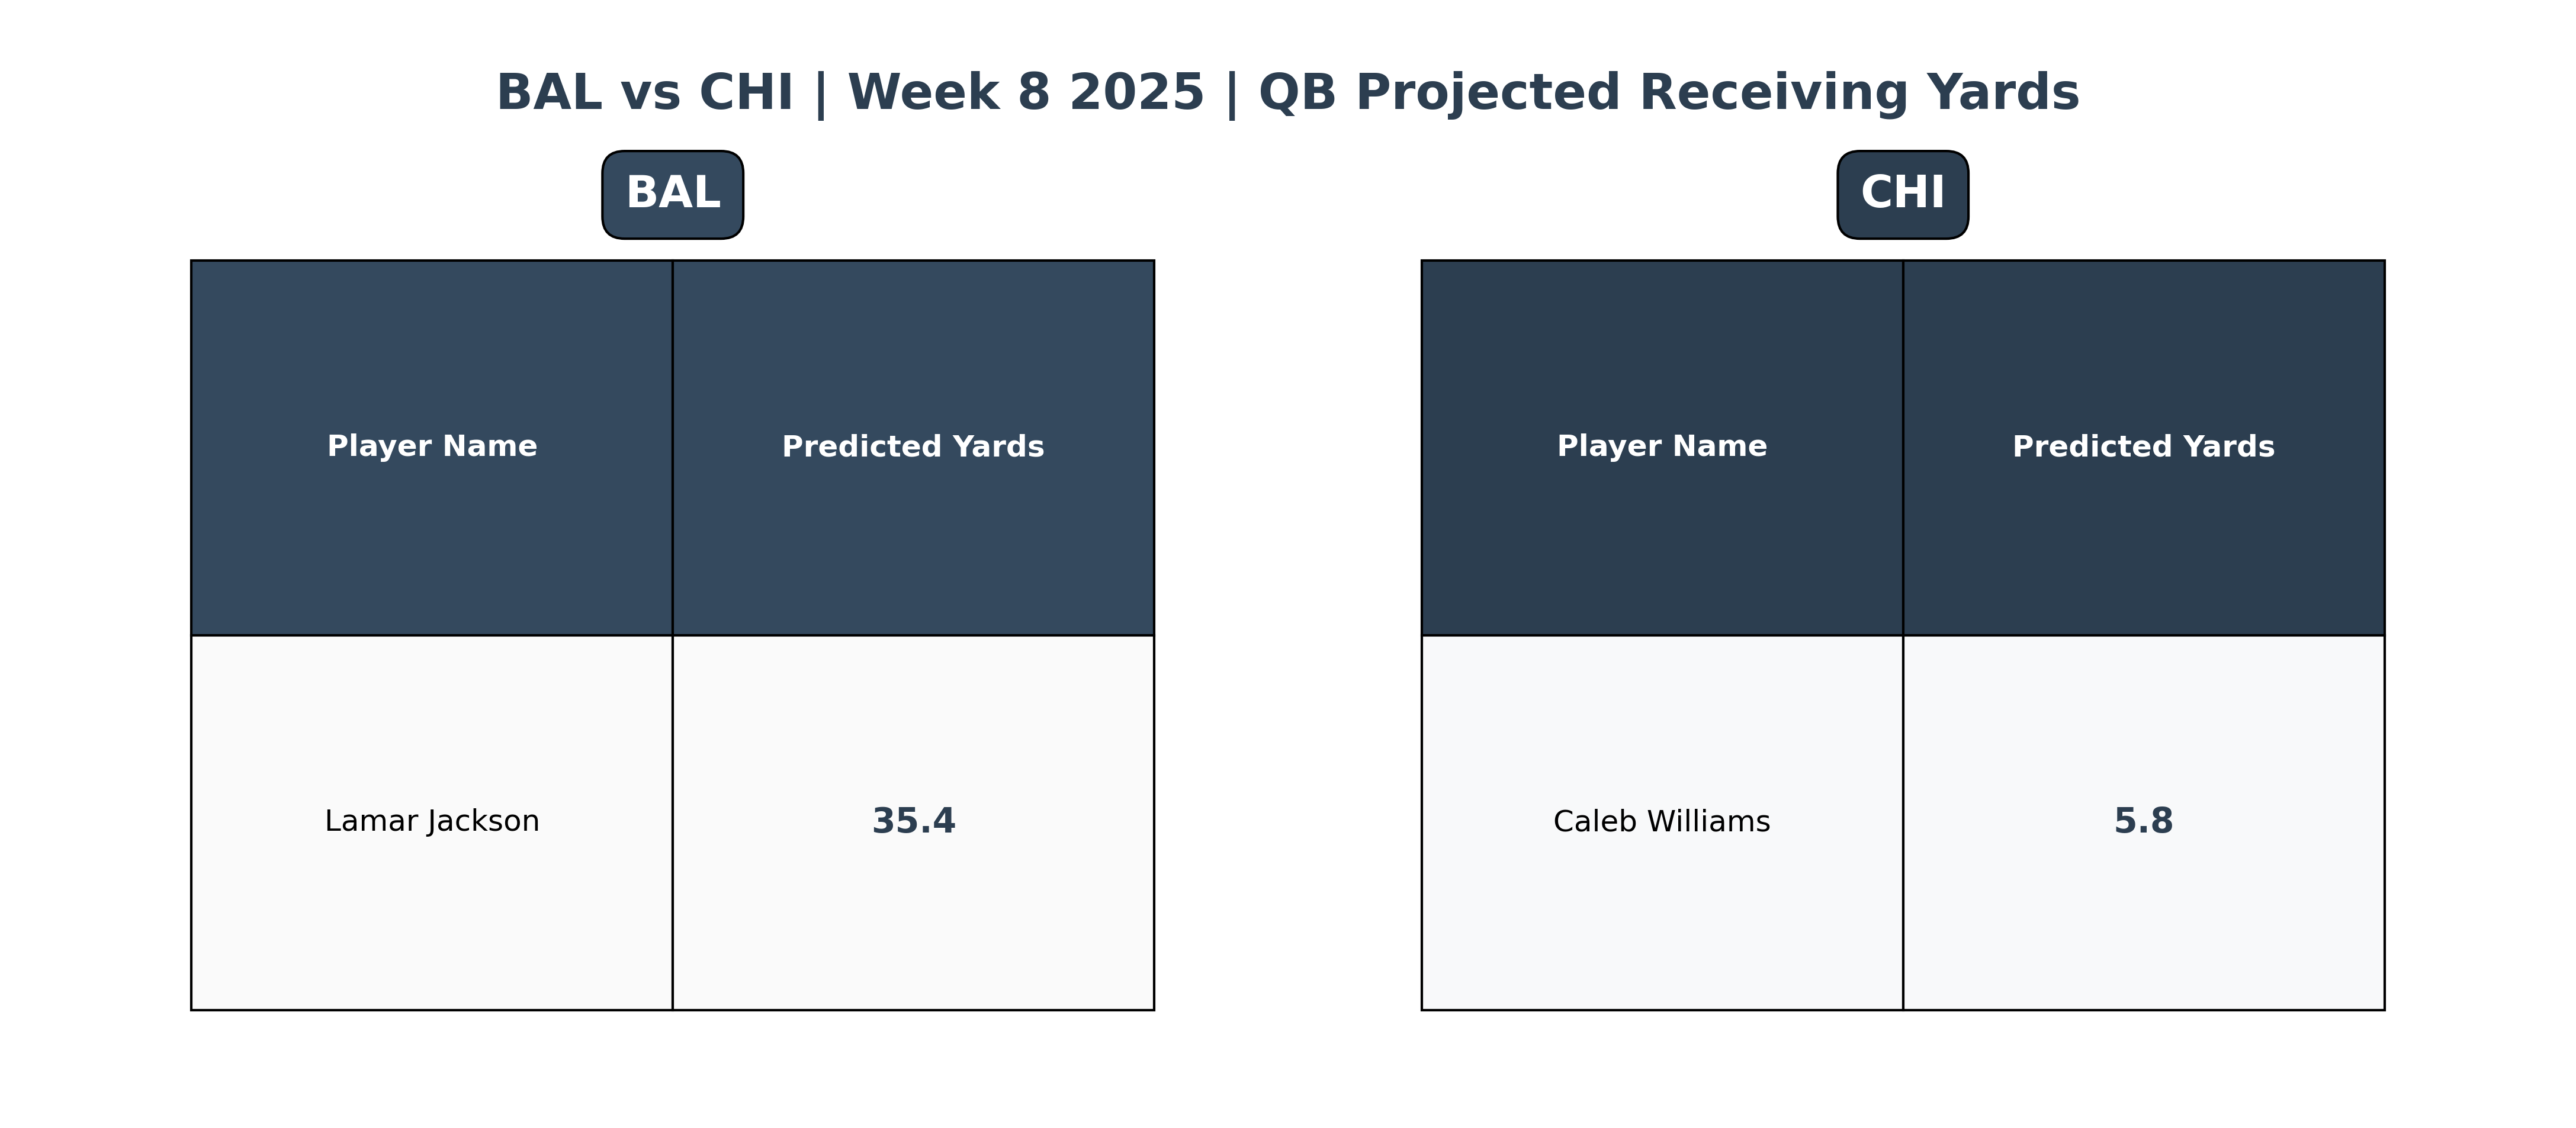 BAL vs CHI | Week 8 2025 | QB Projected Receiving Yards
BAL
Player Name Predicted Yards
Lamar Jackson 35.4
CHI
Player Name Predicted Yards
Caleb Williams 5.8